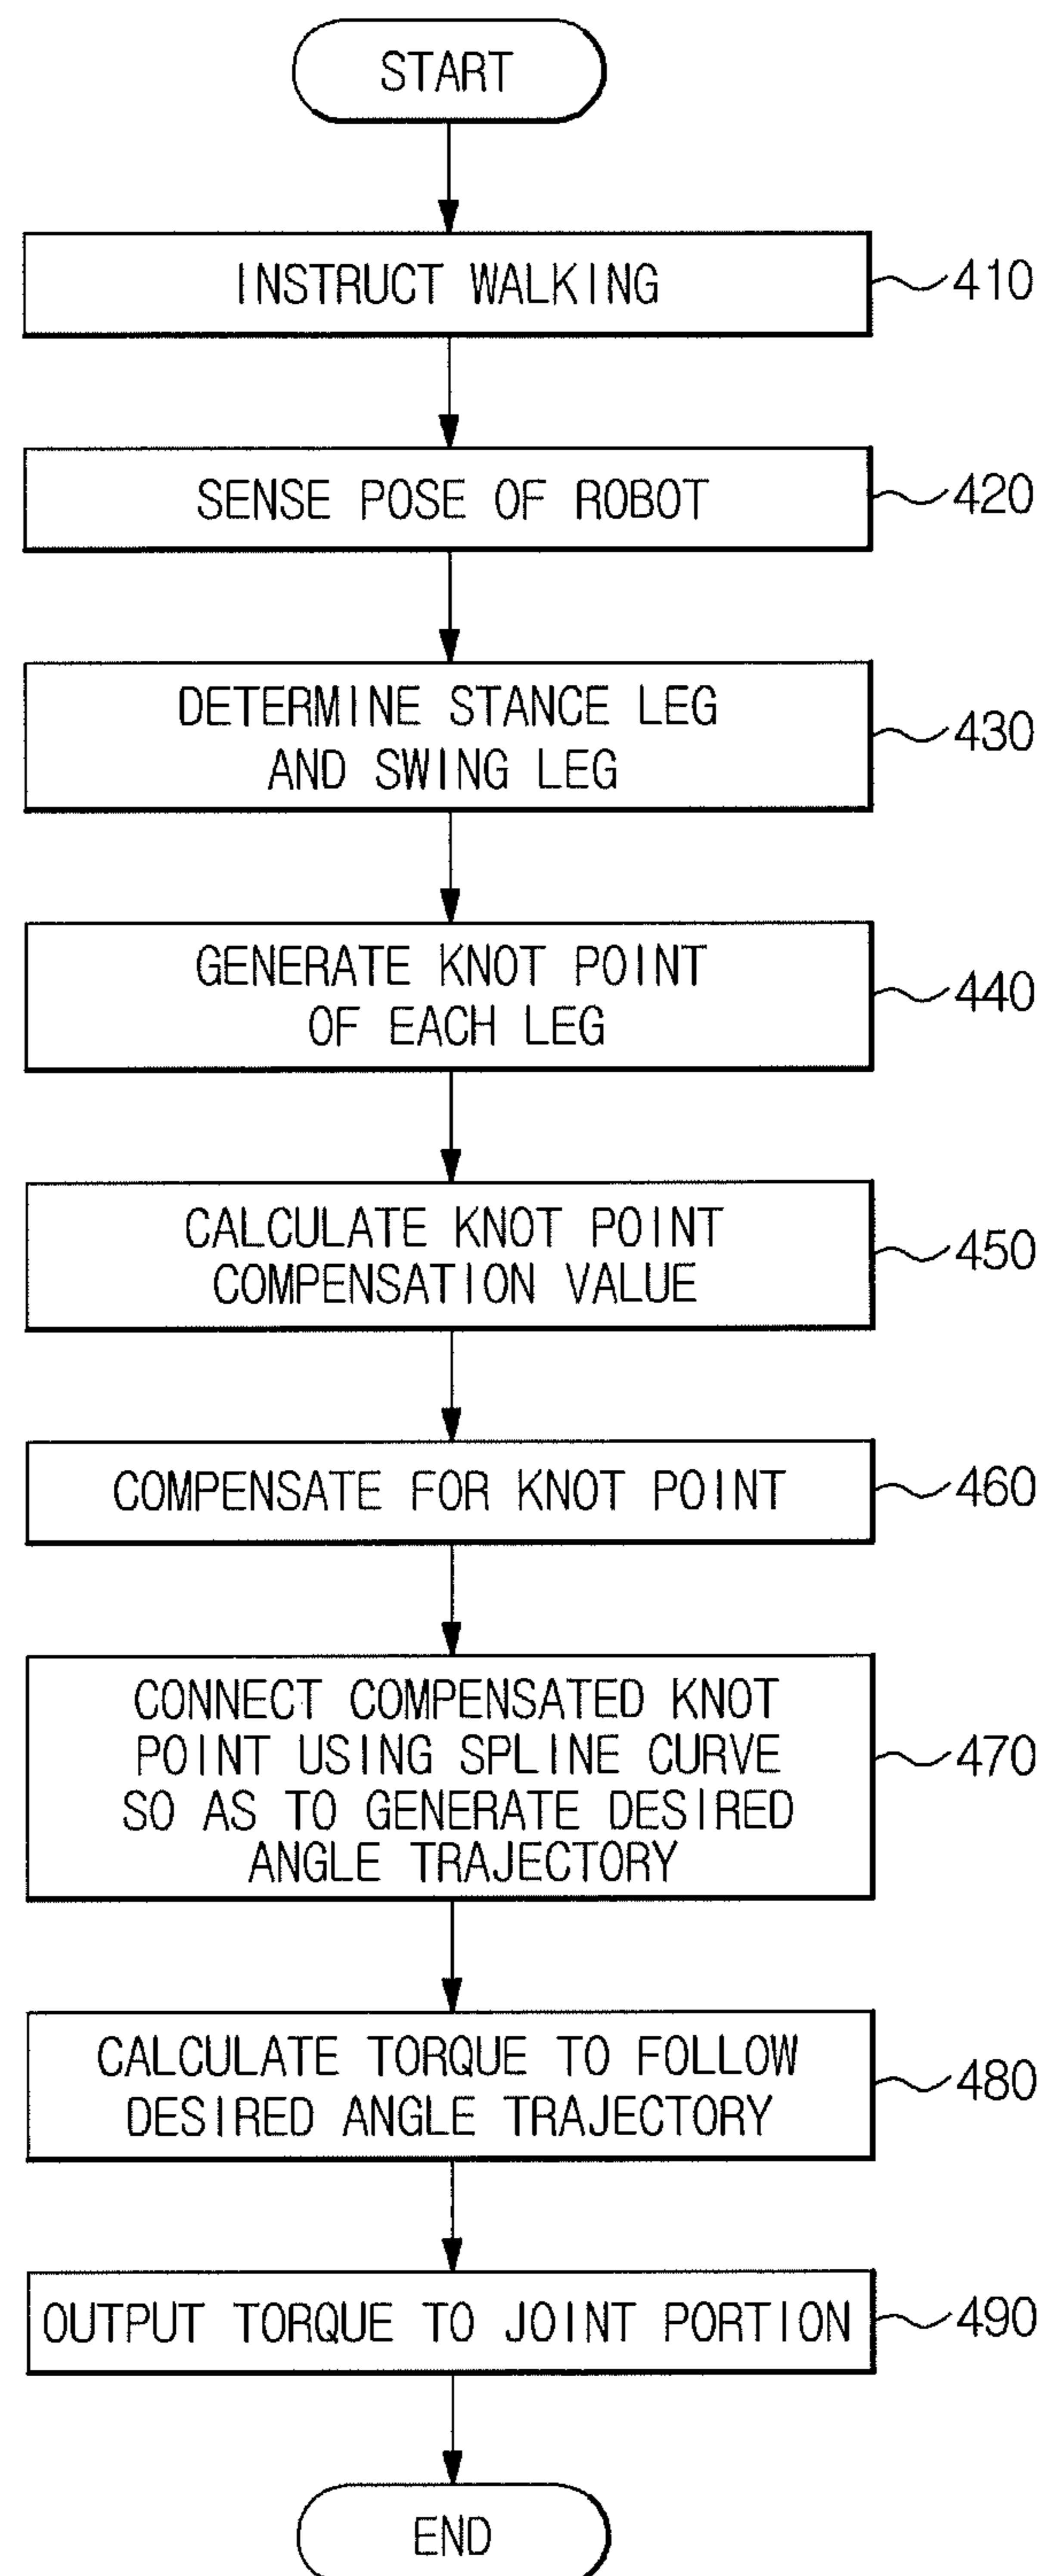 START
INSTRUCT WALKING
410
SENSE POSE OF ROBOT
420
DETERMINE STANCE LEG
AND SWING LEG
430
GENERATE KNOT POINT
OF EACH LEG
440
CALCULATE KNOT POINT
COMPENSATION VALUE
450
COMPENSATE FOR KNOT POINT
460
CONNECT COMPENSATED KNOT
POINT USING SPLINE CURVE
SO AS TO GENERATE DESIRED
ANGLE TRAJECTORY
470
CALCULATE TORQUE TO FOLLOW
DESIRED ANGLE TRAJECTORY
480
OUTPUT TORQUE TO JOINT PORTION
490
END